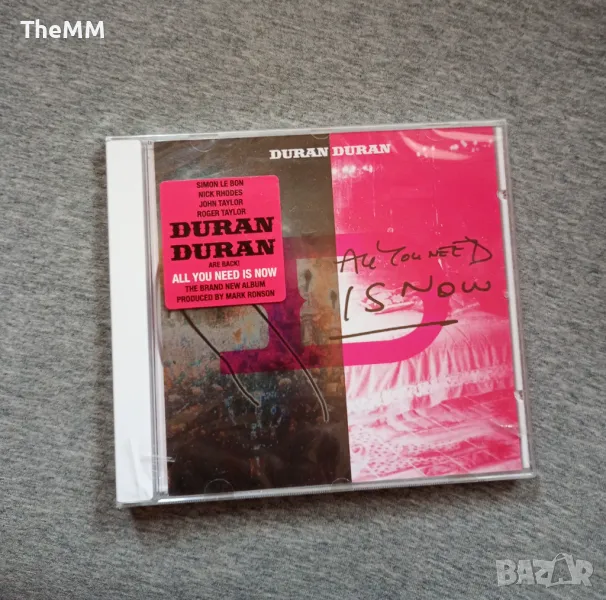 TheMM
DURAN DURAN
SIMON LE BON
NICK RHODES
JOHN TAYLOR
ROGER TAYLOR
DURAN
DURAN
ARE BACK!
ALL YOU NEED IS NOW
THE BRAND NEW ALBUM
PRODUCED BY MARK RONSON
ALL YOU NEED
IS NOW
BAZAR